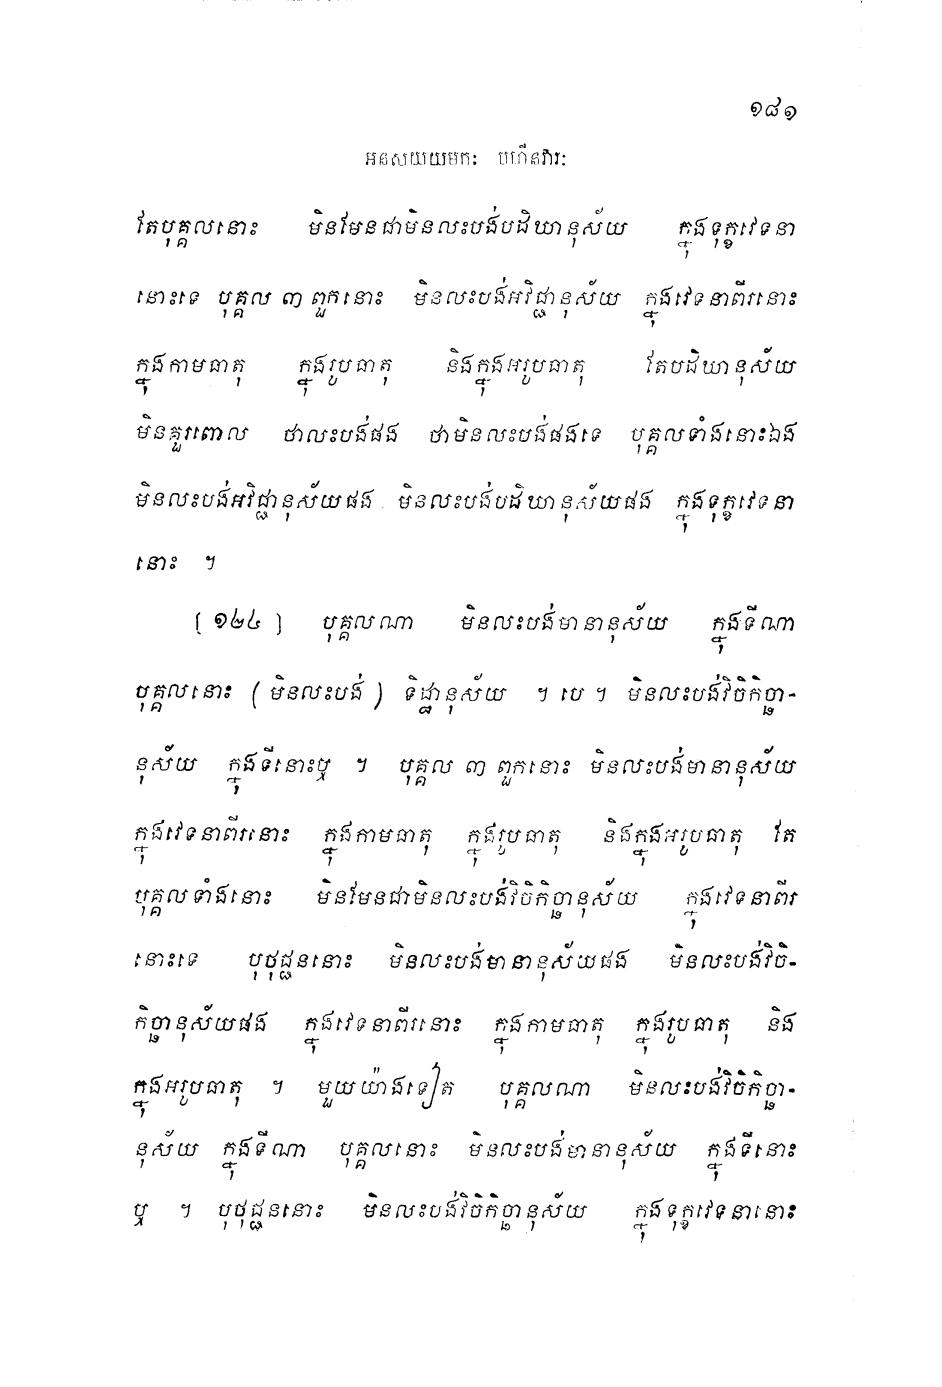 ១៨១
អនុសយយមកៈ បហីនវារៈ
តែបុគ្គលនោះ មិនមែនជាមិនលះបង់បដិឃានុស័យ ក្នុងទុក្ខវេទនា
នោះទេ បុគ្គល ៣ ពួកនោះ មិនលះបង់អវិជ្ជានុស័យ ក្នុងវេទនាពីរនោះ
ក្នុងកាមធាតុ ក្នុងរូបធាតុ និងក្នុងអរូបធាតុ តែបដិឃានុស័យ
មិនគួរពោល ថាលះបង់ផង ថាមិនលះបង់ផងទេ បុគ្គលទាំងនោះឯង
មិនលះបង់អវិជ្ជានុស័យផង មិនលះបង់បដិឃានុស័យផង ក្នុងទុក្ខវេទនា
នោះ ។
[ ១២៤ ] បុគ្គលណា មិនលះបង់មានានុស័យ ក្នុងទីណា
បុគ្គលនោះ (មិនលះបង់) ទិដ្ឋានុស័យ ។ បេ ។ មិនលះបង់វិចិកិច្ឆា-
នុស័យ ក្នុងទីនោះឬ ។ បុគ្គល ៣ ពួកនោះ មិនលះបង់មានានុស័យ
ក្នុងវេទនាពីរនោះ ក្នុងកាមធាតុ ក្នុងរូបធាតុ និងក្នុងអរូបធាតុ តែ
បុគ្គលទាំងនោះ មិនមែនជាមិនលះបង់វិចិកិច្ឆានុស័យ ក្នុងវេទនាពីរ
នោះទេ បុថុជ្ជននោះ មិនលះបង់មានានុស័យផង មិនលះបង់វិចិ-
កិច្ឆានុស័យផង ក្នុងវេទនាពីរនោះ ក្នុងកាមធាតុ ក្នុងរូបធាតុ និង
ក្នុងអរូបធាតុ ។ មួយយ៉ាងទៀត បុគ្គលណា មិនលះបង់វិចិកិច្ឆា-
នុស័យ ក្នុងទីណា បុគ្គលនោះ មិនលះបង់មានានុស័យ ក្នុងទីនោះ
ឬ ។ បុថុជ្ជននោះ មិនលះបង់វិចិកិច្ឆានុស័យ ក្នុងទុក្ខវេទនានោះ